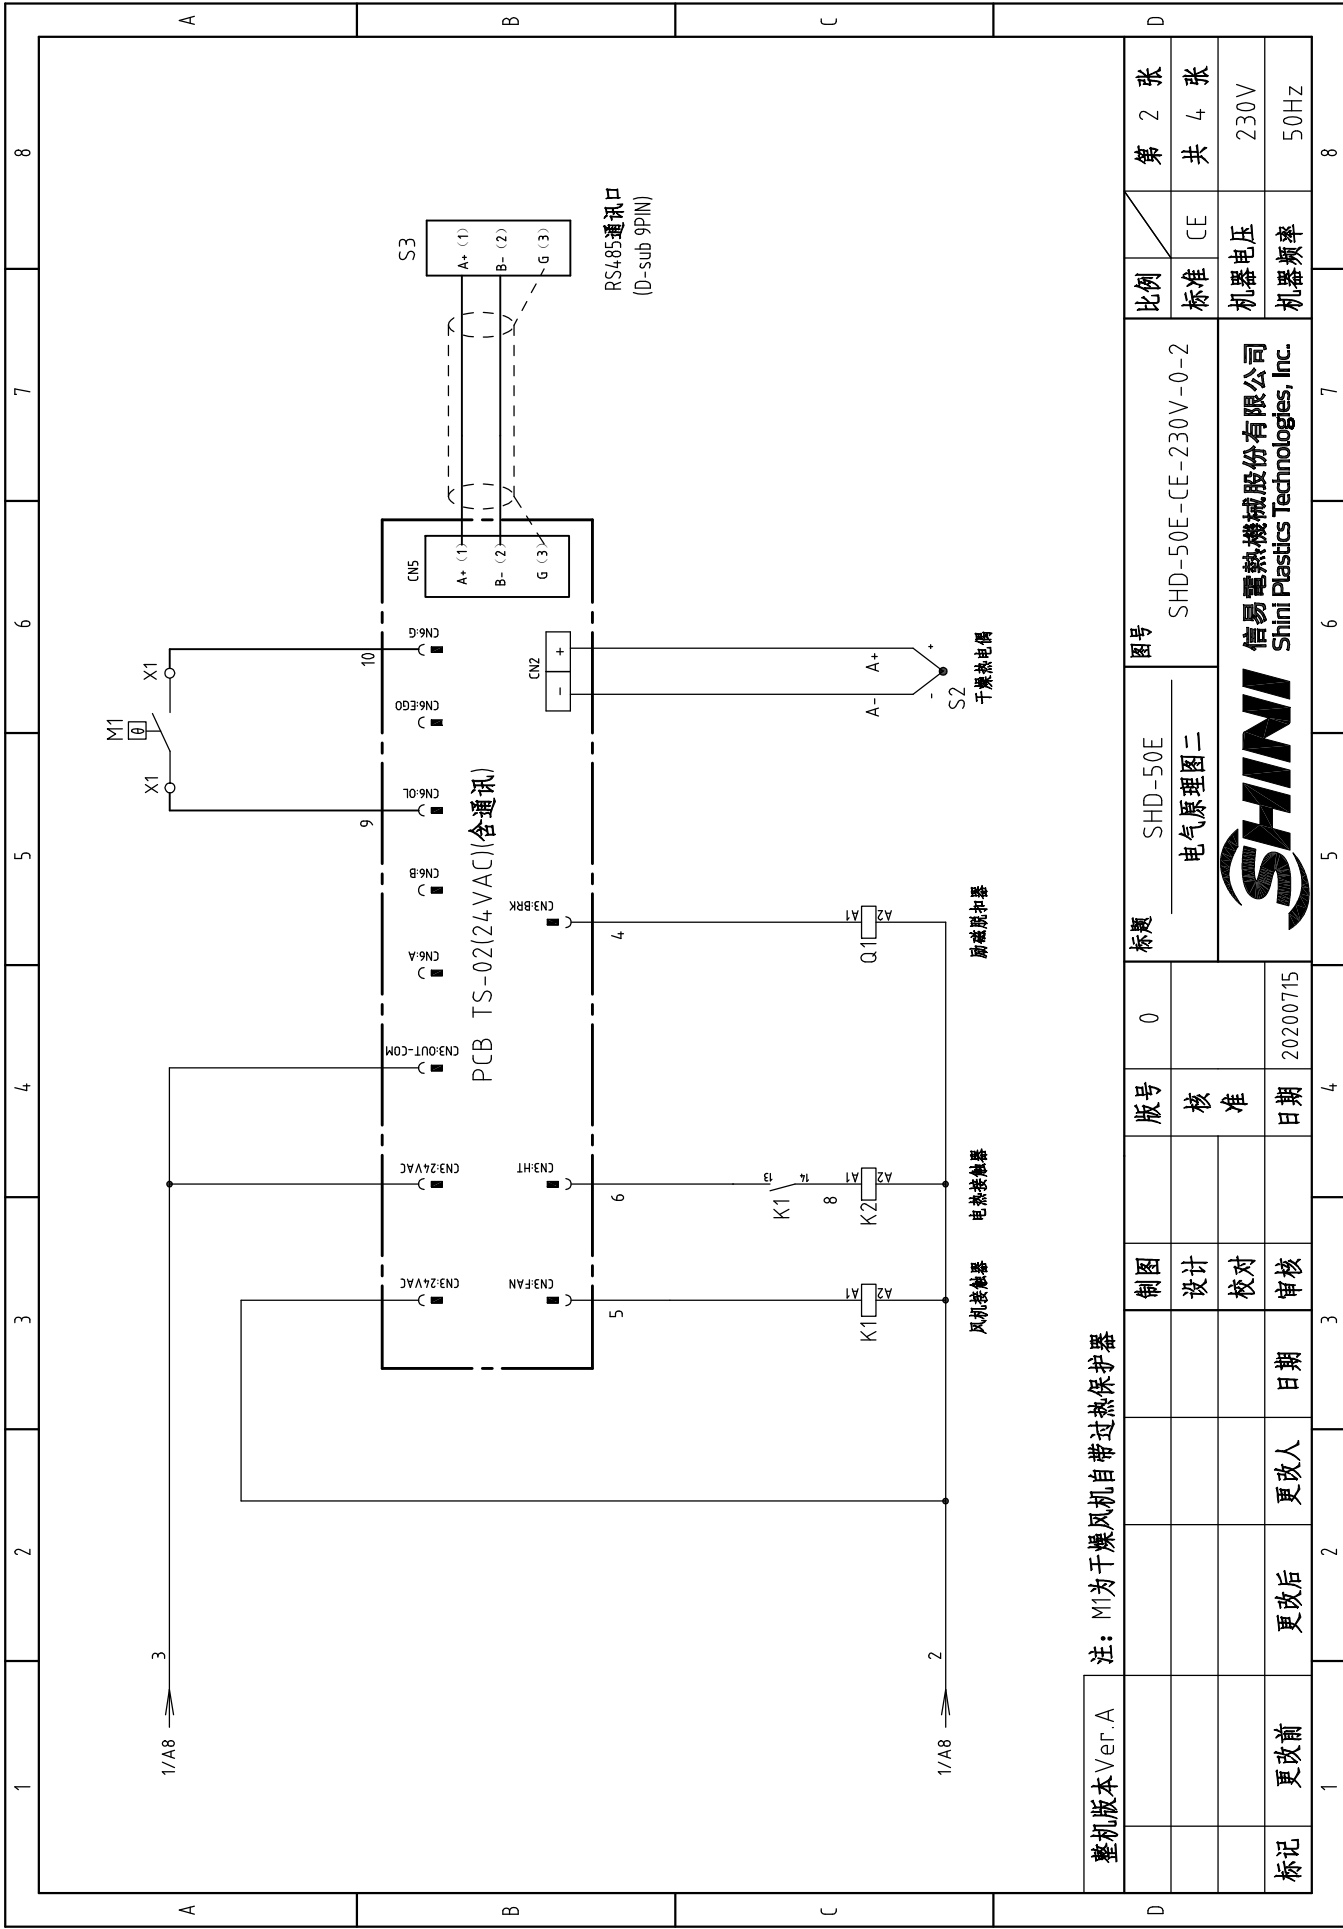 1 2 3 4 5 6 7 8
A
B
C
D
1/A8
3
1/A8
2
M1
θ
X1
X1
9
10
CN3:24VAC
CN3:24VAC
CN3:OUT-COM
CN6:A
CN6:B
CN6:OL
CN6:EGO
CN6:G
PCB TS-02(24VAC)(含通讯)
CN3:FAN
CN3:HT
CN3:BRK
CN2
- +
CN5
A+ (1)
B- (2)
G (3)
S3
A+ (1)
B- (2)
G (3)
RS485通讯口
(D-sub 9PIN)
5
6
4
K1
13
14
8
K1
A1
A2
K2
A1
A2
Q1
A1
A2
A- A+
- +
S2
风机接触器
电热接触器
励磁脱扣器
干燥热电偶
整机版本Ver.A
注: M1为干燥风机自带过热保护器
标记 更改前 更改后 更改人 日期
制图
设计
校对
审核
版号 0
核
准
日期 20200715
标题
SHD-50E
电气原理图二
图号
SHD-50E-CE-230V-0-2
SHINI
信易電熱機械股份有限公司
Shini Plastics Technologies, Inc.
比例
第 2 张
标准 CE
共 4 张
机器电压 230V
机器频率 50Hz
A
B
C
D
1 2 3 4 5 6 7 8